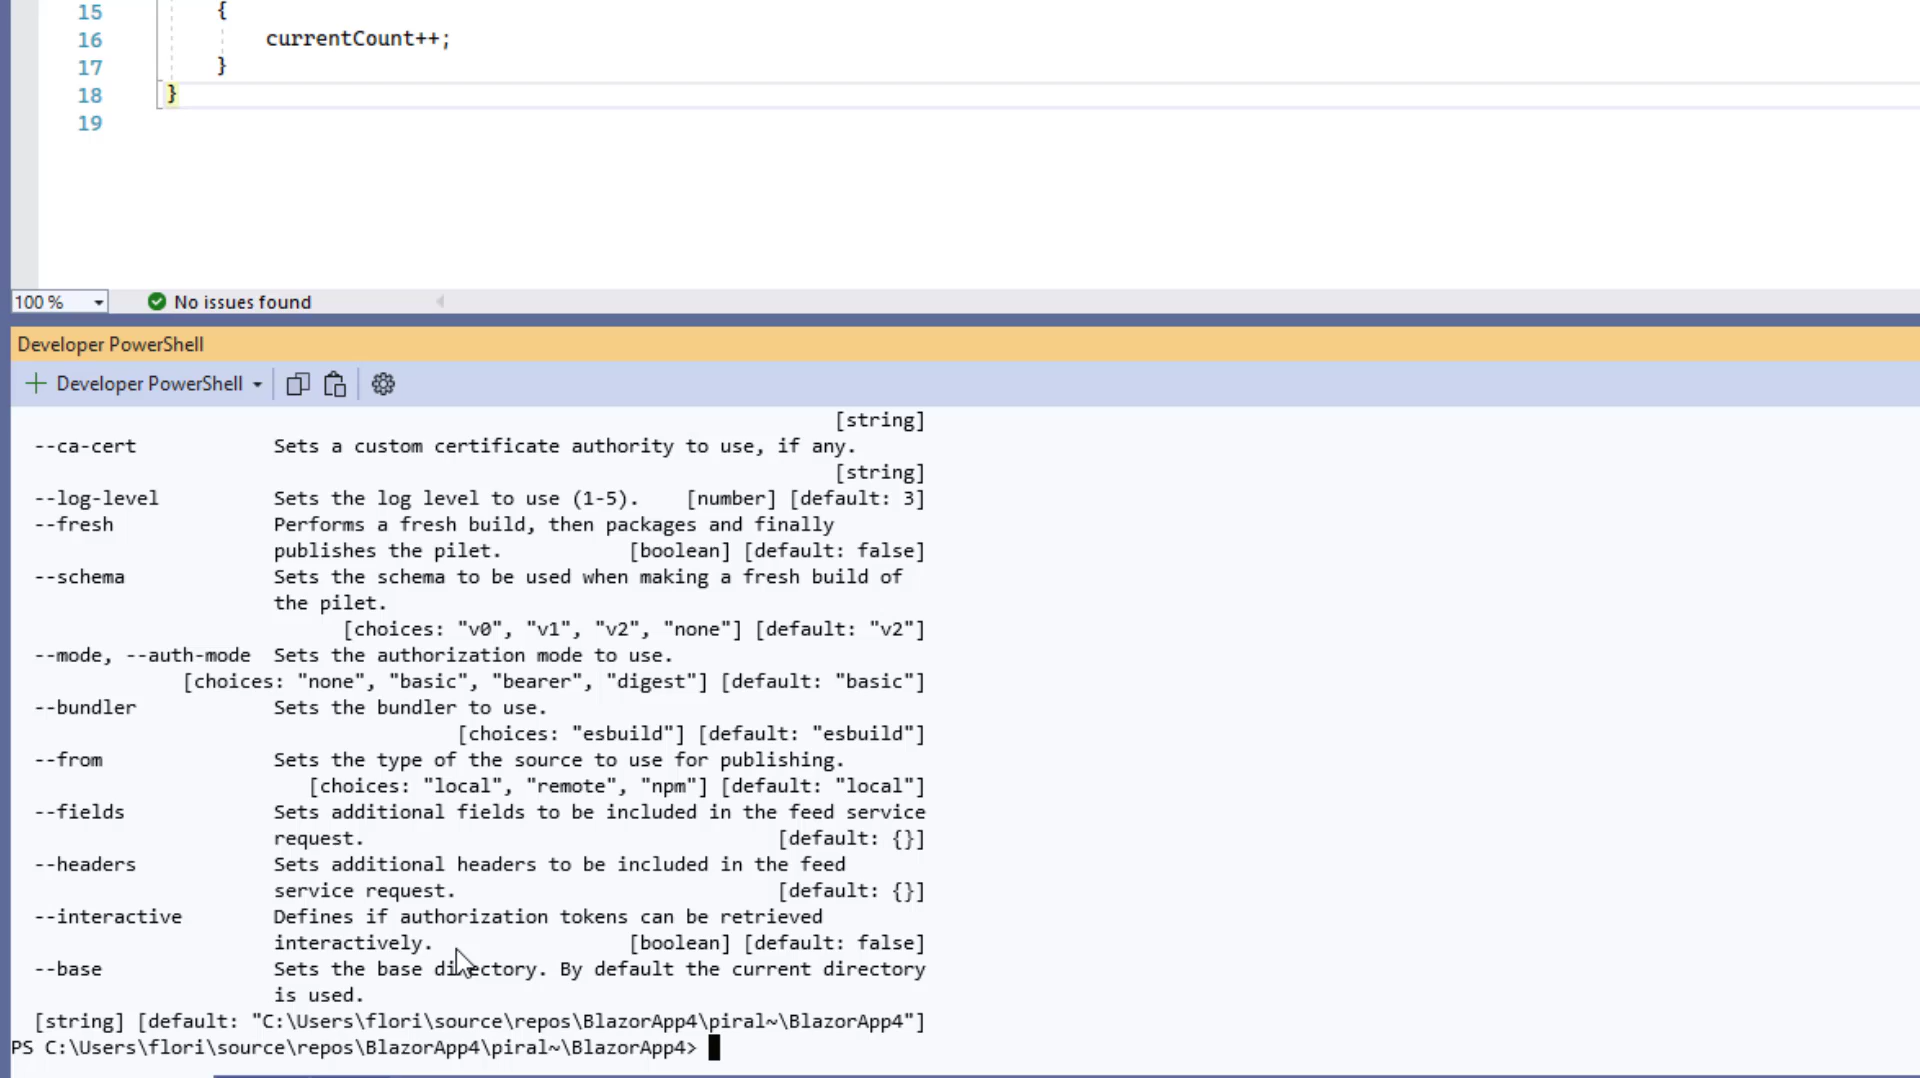 15 {
16 currentCount++;
17 }
18 }
19
100 % No issues found
Developer PowerShell
Developer PowerShell
[string]
--ca-cert Sets a custom certificate authority to use, if any.
[string]
--log-level Sets the log level to use (1-5). [number] [default: 3]
--fresh Performs a fresh build, then packages and finally
publishes the pilet. [boolean] [default: false]
--schema Sets the schema to be used when making a fresh build of
the pilet.
[choices: "v0", "v1", "v2", "none"] [default: "v2"]
--mode, --auth-mode Sets the authorization mode to use.
[choices: "none", "basic", "bearer", "digest"] [default: "basic"]
--bundler Sets the bundler to use.
[choices: "esbuild"] [default: "esbuild"]
--from Sets the type of the source to use for publishing.
[choices: "local", "remote", "npm"] [default: "local"]
--fields Sets additional fields to be included in the feed service
request. [default: {}]
--headers Sets additional headers to be included in the feed
service request. [default: {}]
--interactive Defines if authorization tokens can be retrieved
interactively. [boolean] [default: false]
--base Sets the base directory. By default the current directory
is used.
[string] [default: "C:\Users\flori\source\repos\BlazorApp4\piral~\BlazorApp4"]
PS C:\Users\flori\source\repos\BlazorApp4\piral~\BlazorApp4>